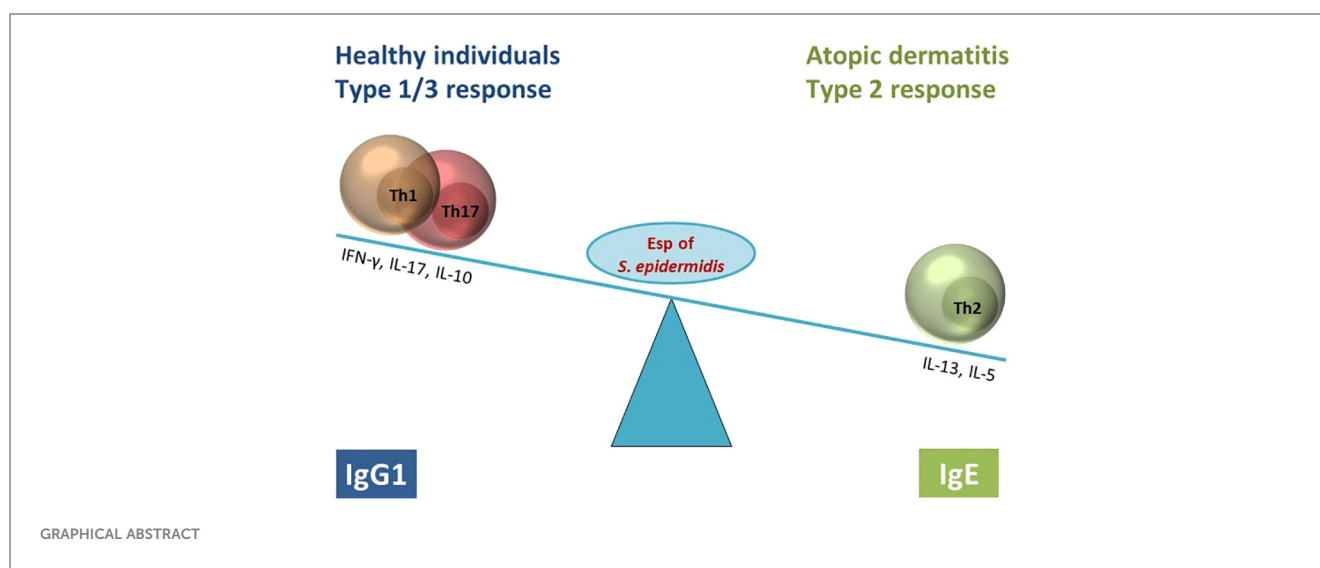 Healthy individuals
Type 1/3 response
Atopic dermatitis
Type 2 response
Th1
Th17
IFN-γ, IL-17, IL-10
Esp of
S. epidermidis
Th2
IL-13, IL-5
IgG1
IgE
GRAPHICAL ABSTRACT